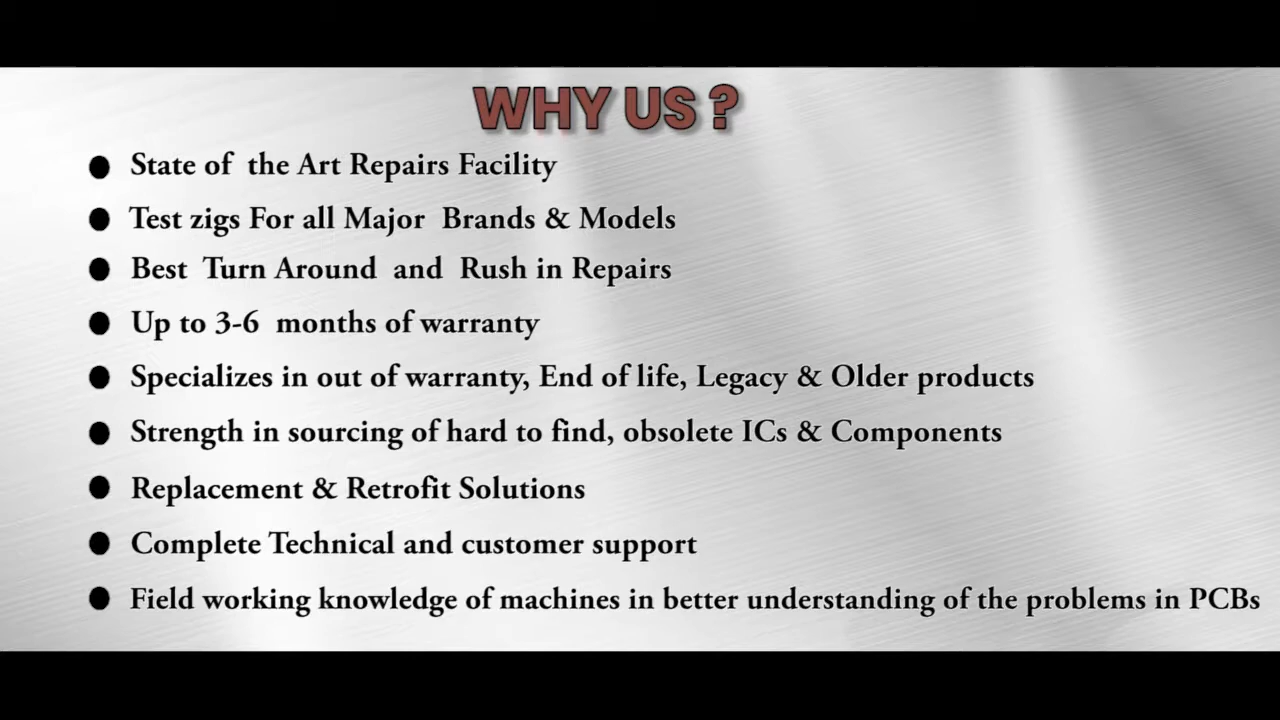 WHY US ?
State of the Art Repairs Facility
Test zigs For all Major Brands & Models
Best Turn Around and Rush in Repairs
Up to 3-6 months of warranty
Specializes in out of warranty, End of life, Legacy & Older products
Strength in sourcing of hard to find, obsolete ICs & Components
Replacement & Retrofit Solutions
Complete Technical and customer support
Field working knowledge of machines in better understanding of the problems in PCBs